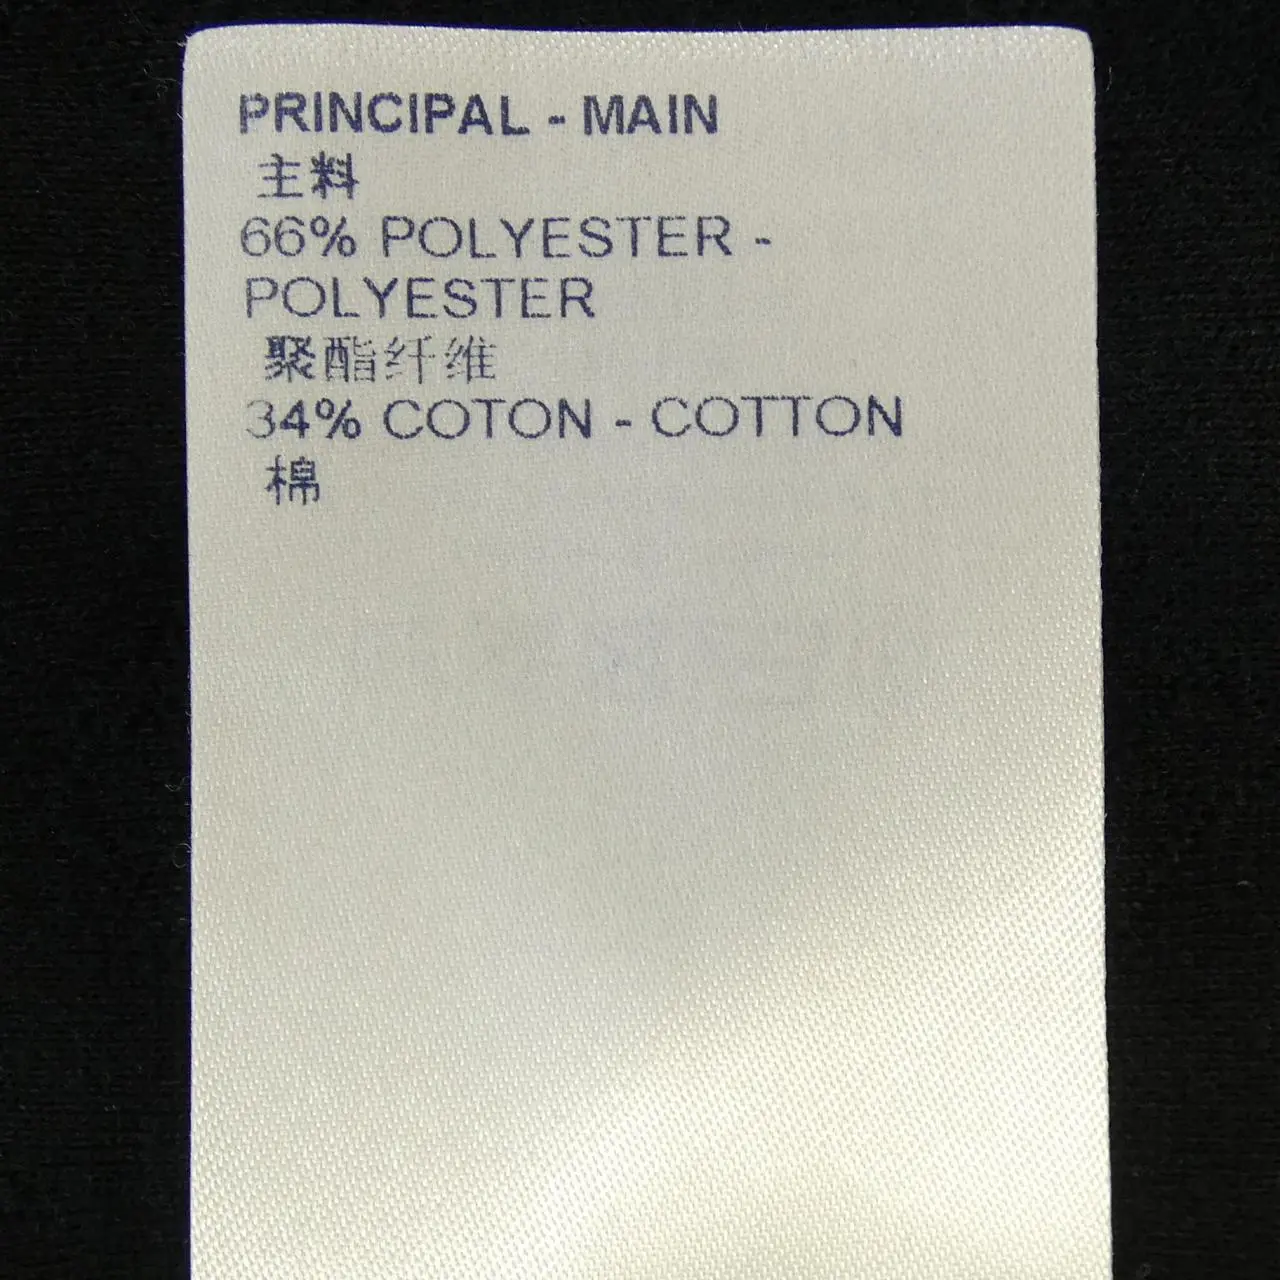 PRINCIPAL - MAIN
主料
66% POLYESTER -
POLYESTER
聚酯纤维
34% COTON - COTTON
棉